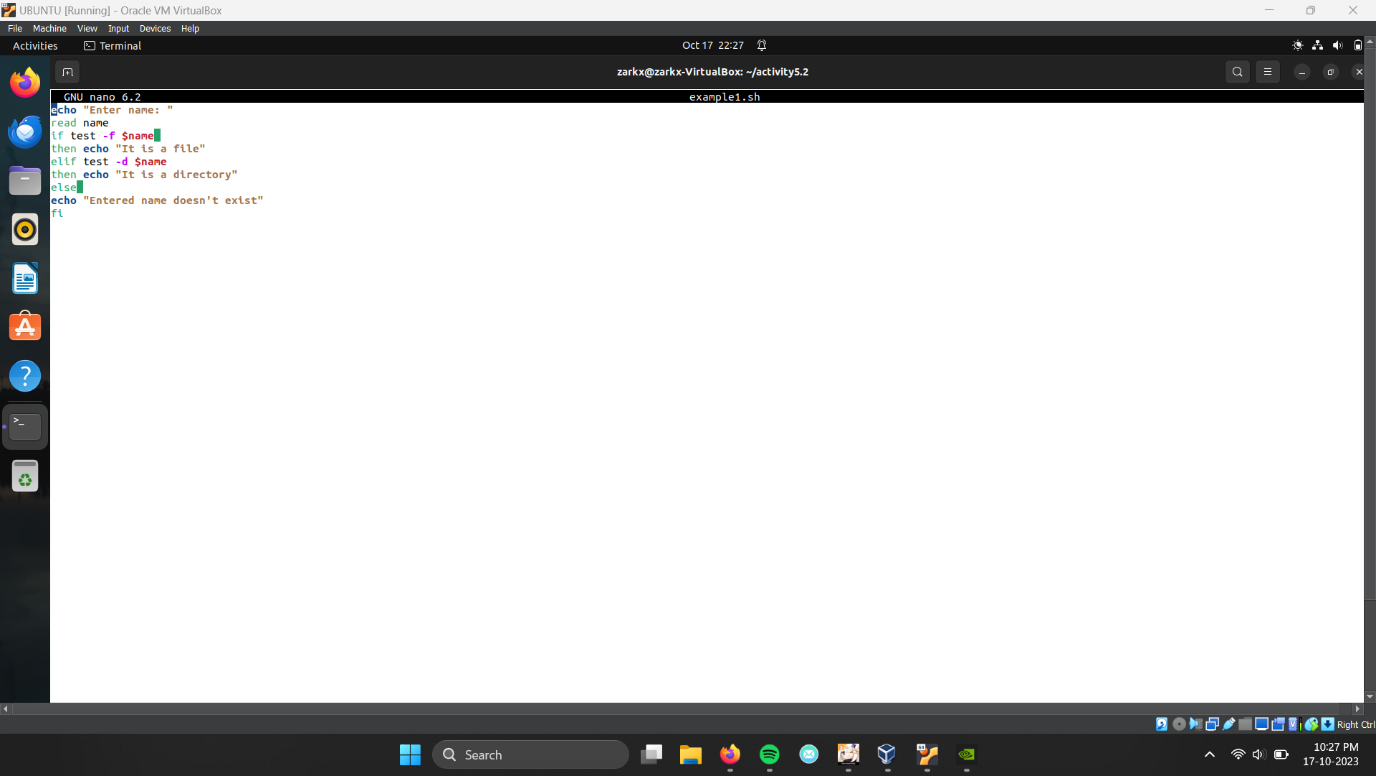 UBUNTU [Running] - Oracle VM VirtualBox
File Machine View Input Devices Help
Activities Terminal Oct 17 22:27
zarkx@zarkx-VirtualBox: ~/activity5.2
GNU nano 6.2 example1.sh
echo "Enter name: "
read name
if test -f $name
then echo "It is a file"
elif test -d $name
then echo "It is a directory"
else
echo "Entered name doesn't exist"
fi
Right Ctrl
Search
10:27 PM
17-10-2023